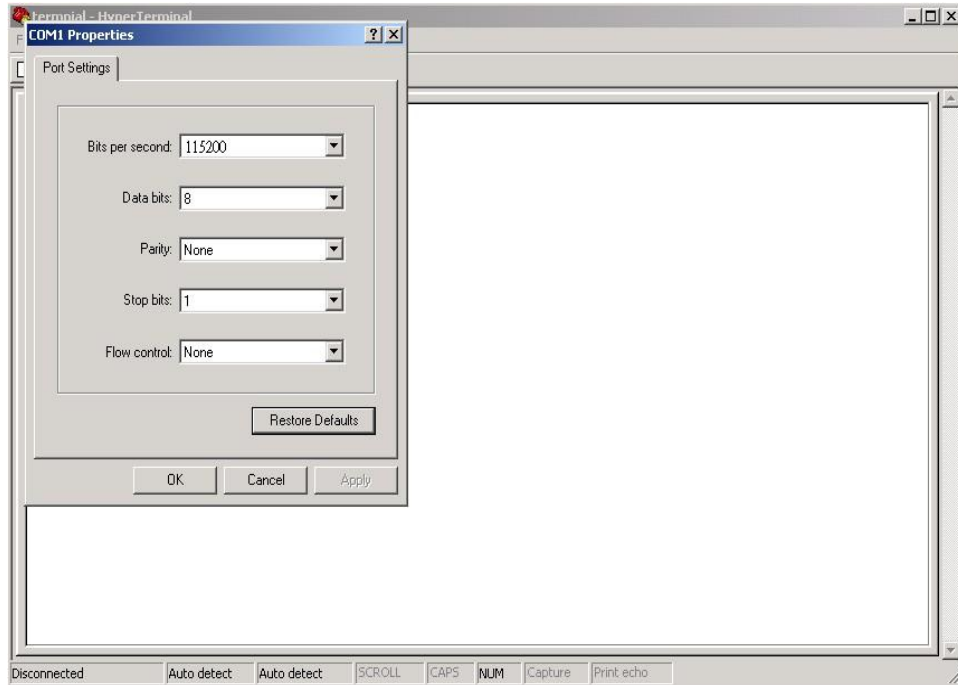 termnial - HyperTerminal
COM1 Properties
F
Port Settings
Bits per second: 115200
Data bits: 8
Parity: None
Stop bits: 1
Flow control: None
Restore Defaults
OK Cancel Apply
Disconnected Auto detect Auto detect SCROLL CAPS NUM Capture Print echo